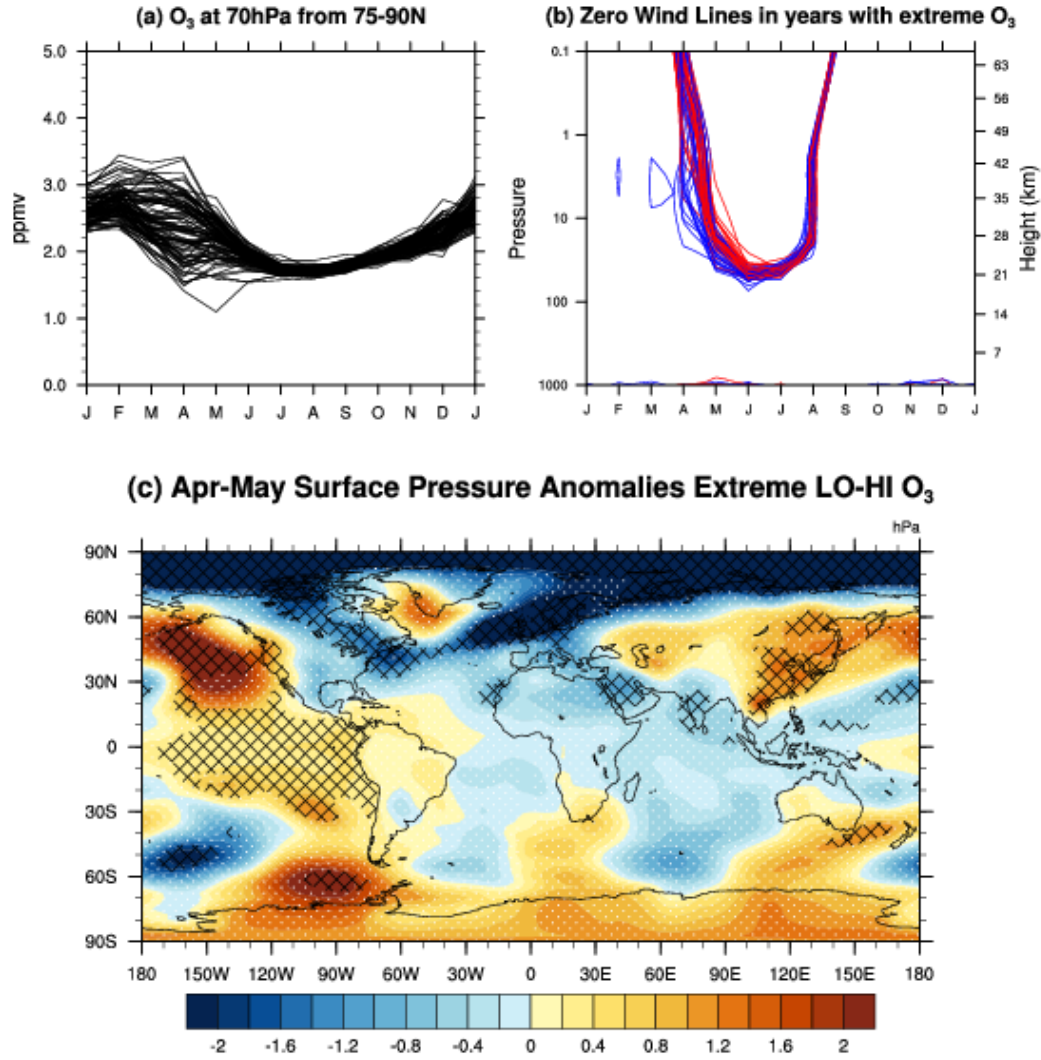 (a) O₃ at 70hPa from 75-90N
5.0
4.0
3.0
2.0
1.0
0.0
ppmv
J F M A M J J A S O N D J
(b) Zero Wind Lines in years with extreme O₃
0.1
1
10
100
1000
Pressure
63
56
49
42
35
28
21
14
7
Height (km)
J F M A M J J A S O N D J
(c) Apr-May Surface Pressure Anomalies Extreme LO-HI O₃
hPa
90N
60N
30N
0
30S
60S
90S
180 150W 120W 90W 60W 30W 0 30E 60E 90E 120E 150E 180
-2 -1.6 -1.2 -0.8 -0.4 0 0.4 0.8 1.2 1.6 2